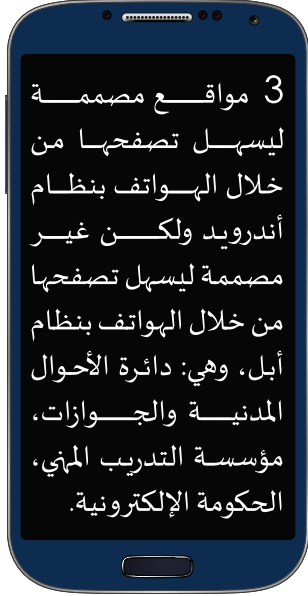 3 مواقع مصممة
ليسهل تصفحها من
خلال الهواتف بنظام
أندرويد ولكن غير
مصممة ليسهل تصفحها
من خلال الهواتف بنظام
أبل، وهي: دائرة الأحوال
المدنية والجوازات،
مؤسسة التدريب المهني،
الحكومة الإلكترونية.